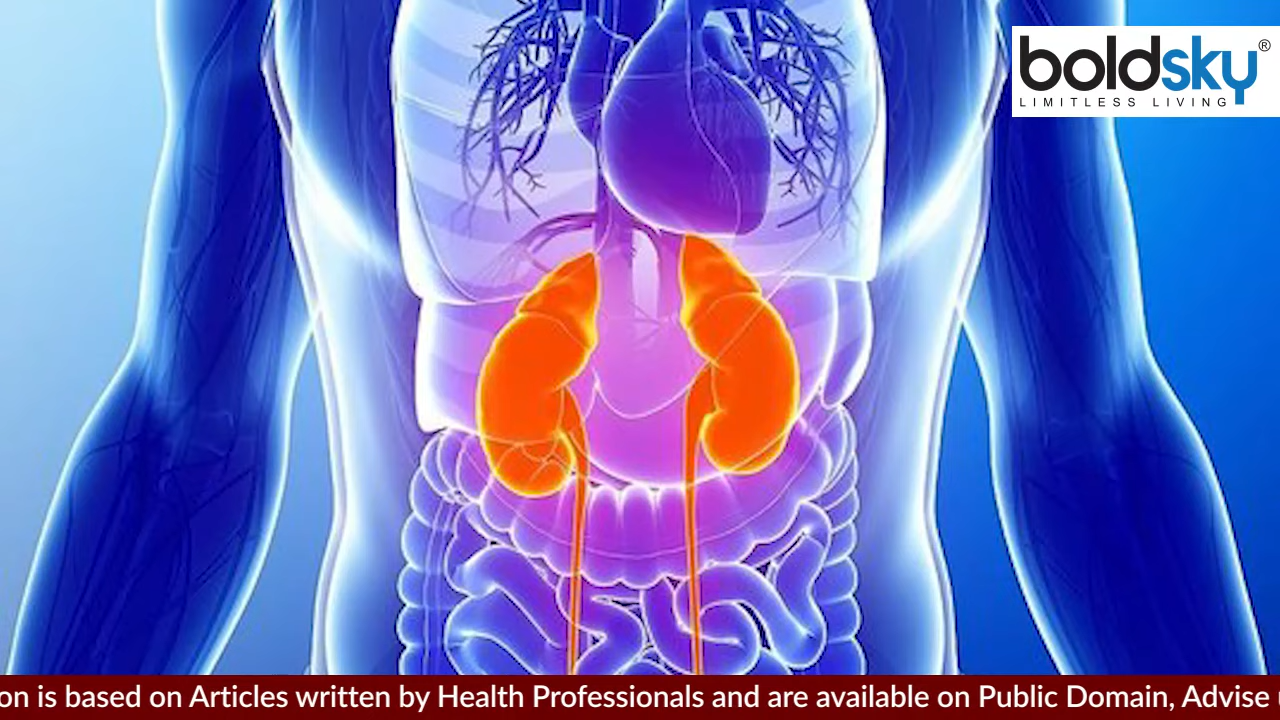 boldsky®
LIMITLESS LIVING
on is based on Articles written by Health Professionals and are available on Public Domain, Advise